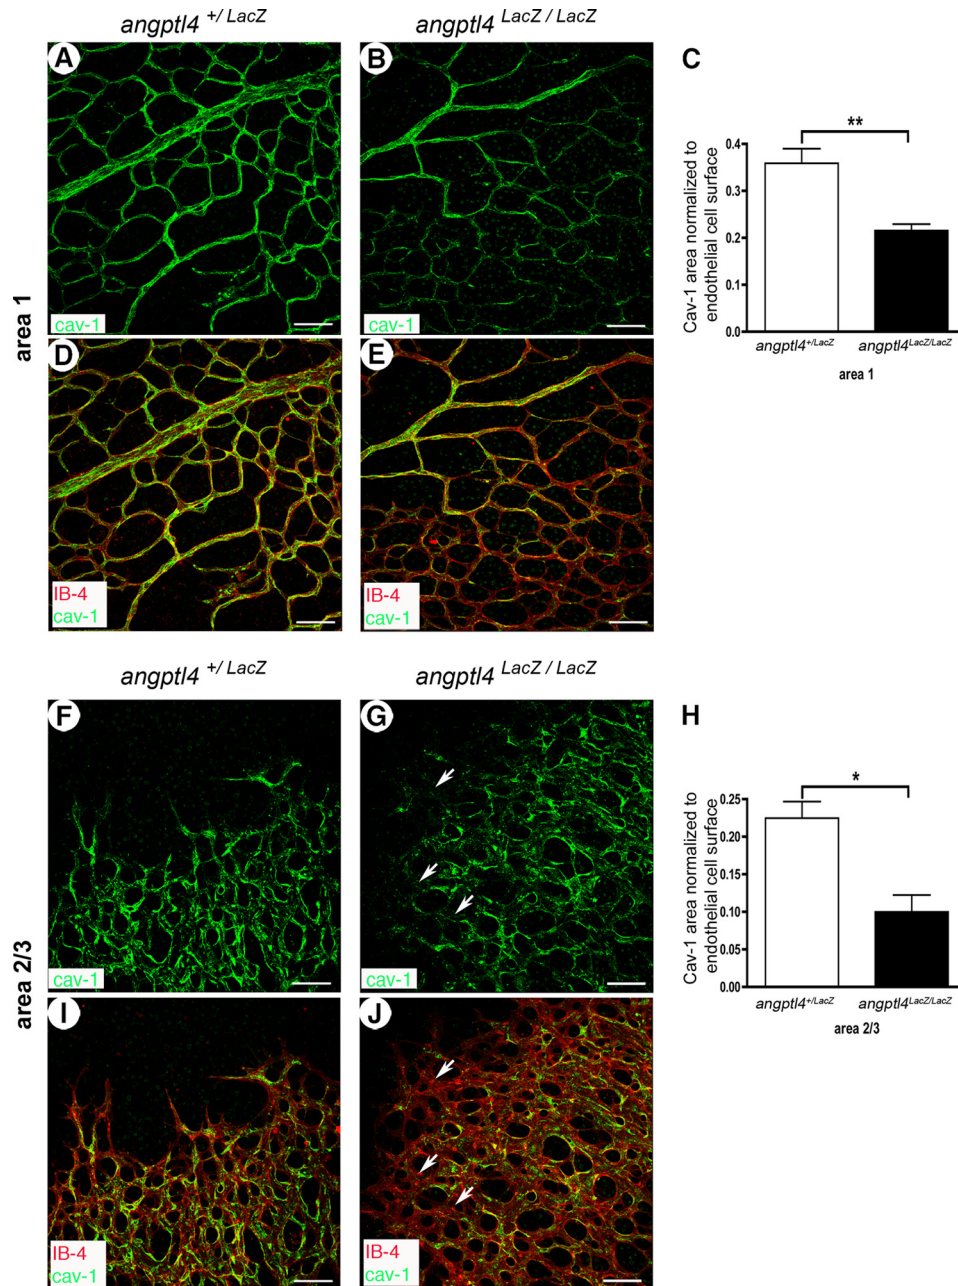 angptl4 +/ LacZ
angptl4 LacZ / LacZ
A
B
C
area 1
cav-1
cav-1
**
Cav-1 area normalized to
endothelial cell surface
0.4
0.3
0.2
0.1
0.0
angptl4+/LacZ
angptl4LacZ/LacZ
area 1
D
E
IB-4
cav-1
IB-4
cav-1
angptl4 +/ LacZ
angptl4 LacZ / LacZ
F
G
H
area 2/3
cav-1
cav-1
*
Cav-1 area normalized to
endothelial cell surface
0.25
0.20
0.15
0.10
0.05
0.00
angptl4+/LacZ
angptl4LacZ/LacZ
area 2/3
I
J
IB-4
cav-1
IB-4
cav-1